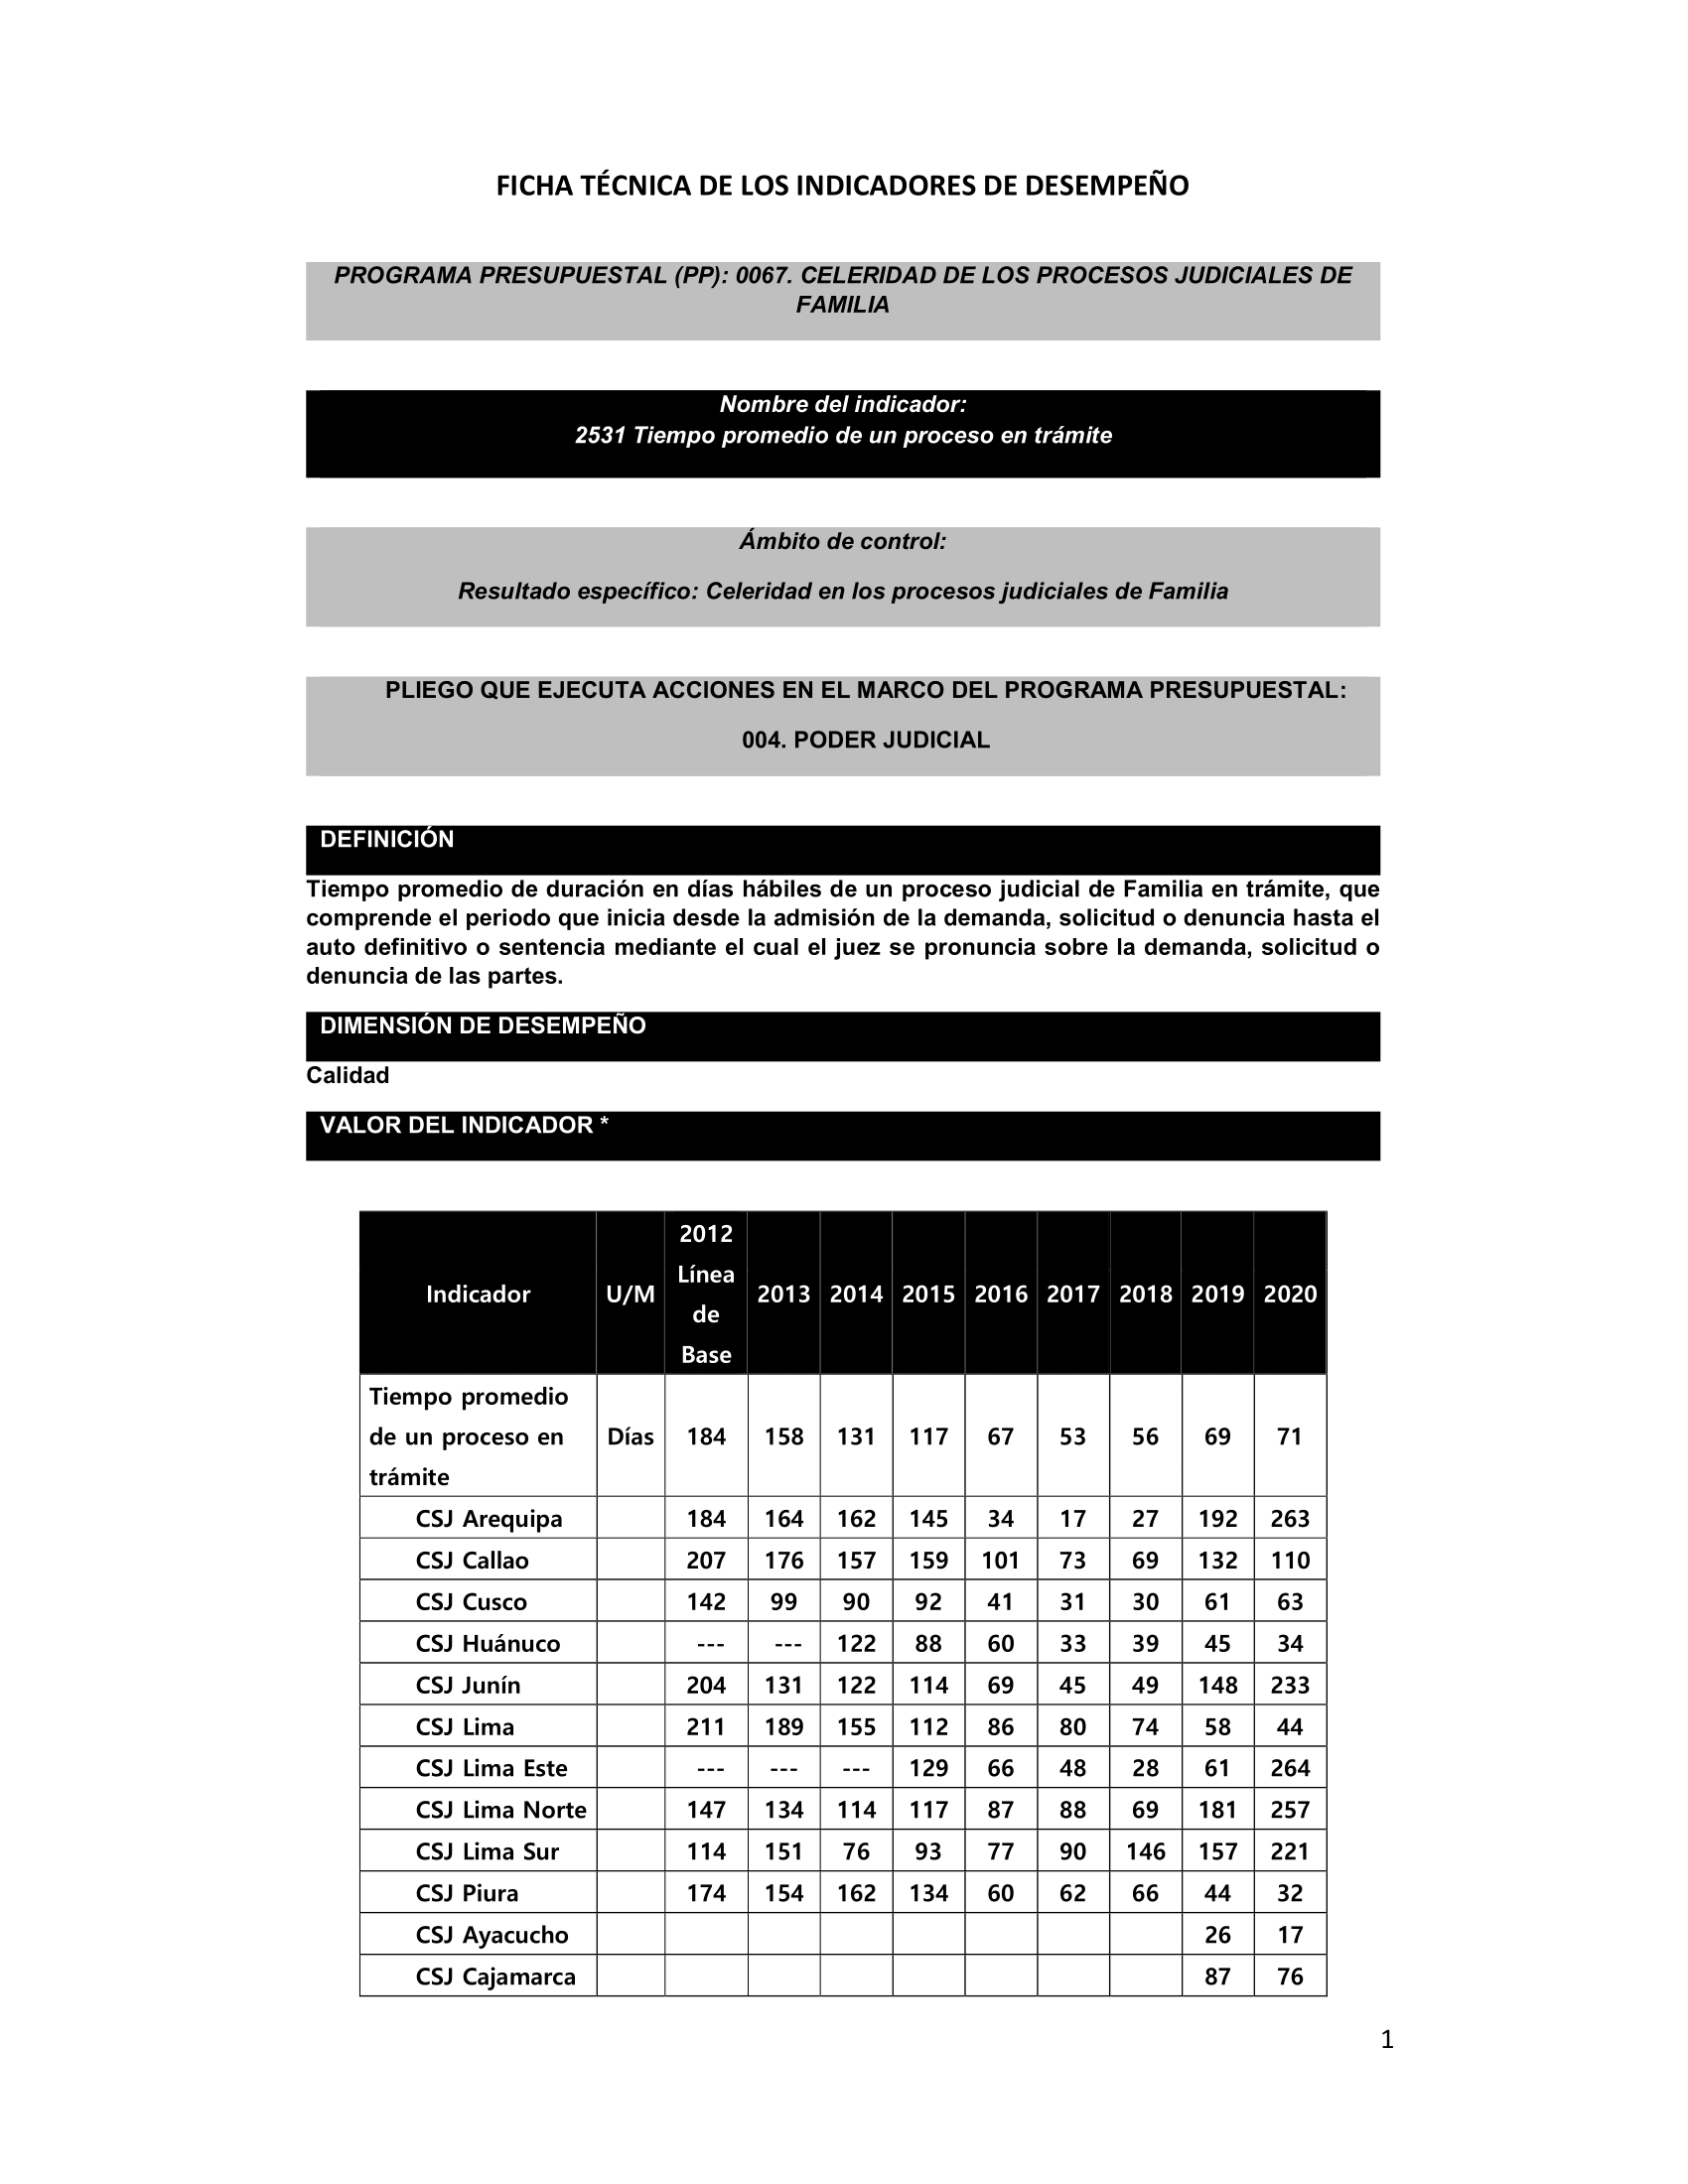 FICHA TÉCNICA DE LOS INDICADORES DE DESEMPEÑO
PROGRAMA PRESUPUESTAL (PP): 0067. CELERIDAD DE LOS PROCESOS JUDICIALES DE
FAMILIA
Nombre del indicador:
2531 Tiempo promedio de un proceso en trámite
Ámbito de control:
Resultado específico: Celeridad en los procesos judiciales de Familia
PLIEGO QUE EJECUTA ACCIONES EN EL MARCO DEL PROGRAMA PRESUPUESTAL:
004. PODER JUDICIAL
DEFINICIÓN
Tiempo promedio de duración en días hábiles de un proceso judicial de Familia en trámite, que
comprende el periodo que inicia desde la admisión de la demanda, solicitud o denuncia hasta el
auto definitivo o sentencia mediante el cual el juez se pronuncia sobre la demanda, solicitud o
denuncia de las partes.
DIMENSIÓN DE DESEMPEÑO
Calidad
VALOR DEL INDICADOR *
Indicador U/M 2012 Línea de Base 2013 2014 2015 2016 2017 2018 2019 2020
Tiempo promedio de un proceso en trámite Días 184 158 131 117 67 53 56 69 71
CSJ Arequipa 184 164 162 145 34 17 27 192 263
CSJ Callao 207 176 157 159 101 73 69 132 110
CSJ Cusco 142 99 90 92 41 31 30 61 63
CSJ Huánuco --- --- 122 88 60 33 39 45 34
CSJ Junín 204 131 122 114 69 45 49 148 233
CSJ Lima 211 189 155 112 86 80 74 58 44
CSJ Lima Este --- --- --- 129 66 48 28 61 264
CSJ Lima Norte 147 134 114 117 87 88 69 181 257
CSJ Lima Sur 114 151 76 93 77 90 146 157 221
CSJ Piura 174 154 162 134 60 62 66 44 32
CSJ Ayacucho 26 17
CSJ Cajamarca 87 76
1